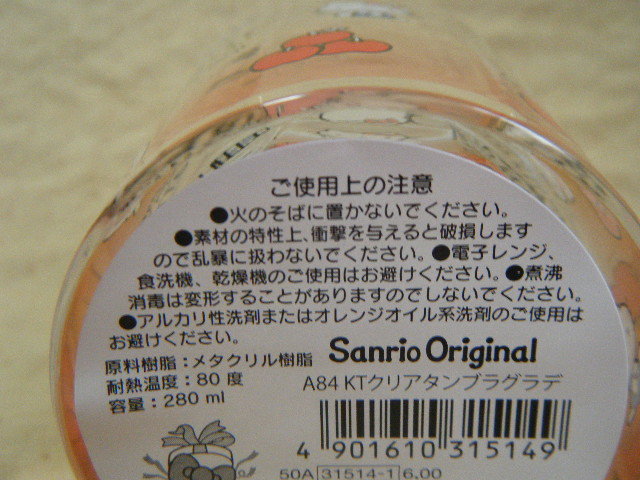 ご使用上の注意
●火のそばに置かないでください。
●素材の特性上、衝撃を与えると破損します
ので乱暴に扱わないでください。●電子レンジ、
食洗機、乾燥機のご使用はお避けください。●煮沸
消毒は変形することがありますのでしないでください。
●アルカリ性洗剤またはオレンジオイル系洗剤のご使用は
お避けください。
原料樹脂：メタクリル樹脂
耐熱温度：80 度
容量：280 ml
Sanrio Original
A84 KTクリアタンブラグラデ
4 901610 315149
50A 31514-1 6.00